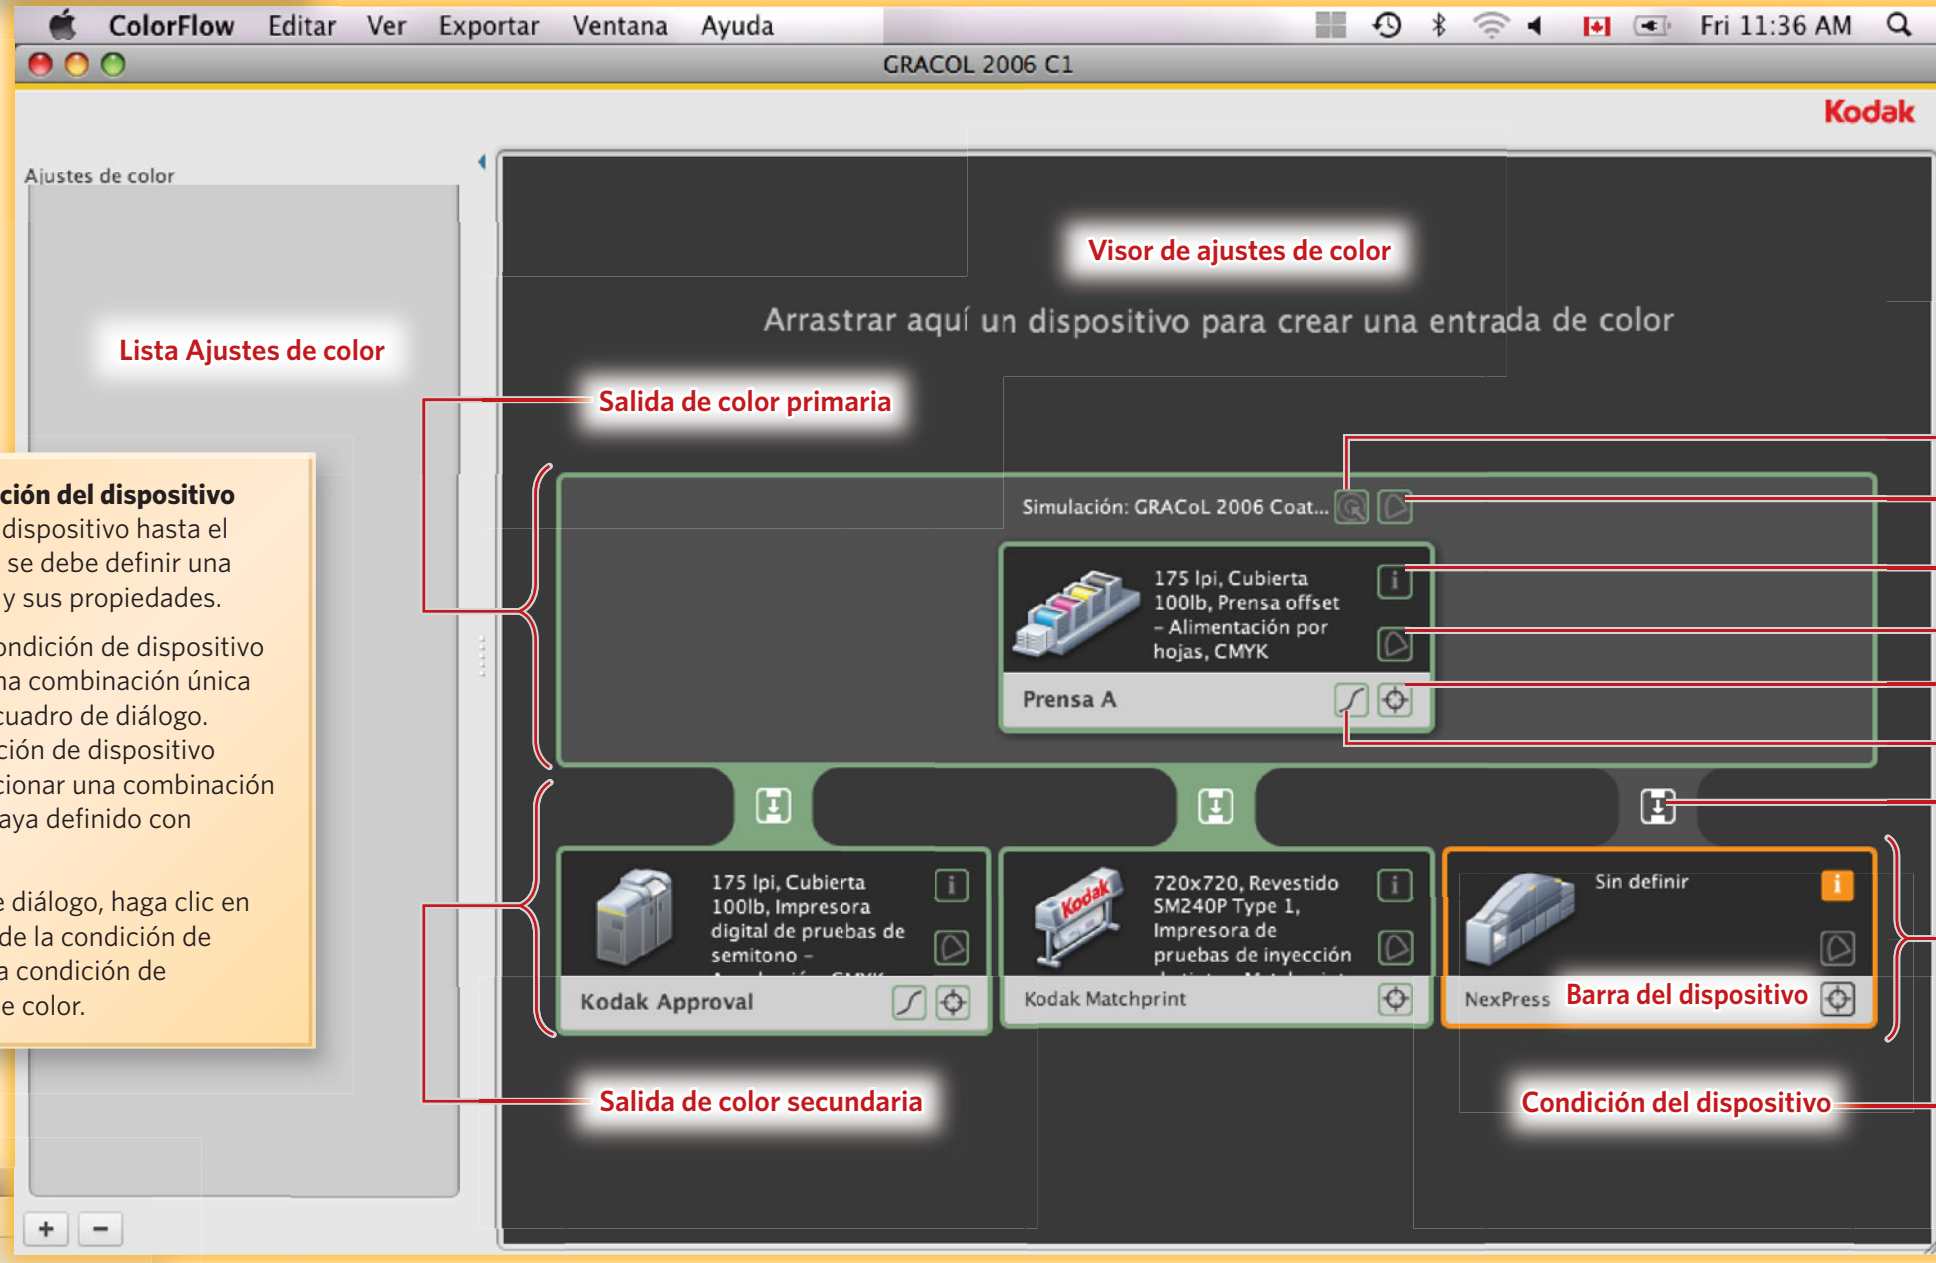 ColorFlow Editar Ver Exportar Ventana Ayuda Fri 11:36 AM
GRACOL 2006 C1
Kodak
Ajustes de color
Visor de ajustes de color
Arrastrar aquí un dispositivo para crear una entrada de color
Lista Ajustes de color
Salida de color primaria
ción del dispositivo
dispositivo hasta el
se debe definir una
y sus propiedades.
ondición de dispositivo
na combinación única
cuadro de diálogo.
ción de dispositivo
cionar una combinación
aya definido con
e diálogo, haga clic en
de la condición de
a condición de
e color.
Simulación: GRACoL 2006 Coat...
175 lpi, Cubierta
100lb, Prensa offset
– Alimentación por
hojas, CMYK
Prensa A
175 lpi, Cubierta
100lb, Impresora
digital de pruebas de
semitono –
Kodak Approval
Kodak
720x720, Revestido
SM240P Type 1,
Impresora de
pruebas de inyección
Kodak Matchprint
Sin definir
NexPress
Barra del dispositivo
Salida de color secundaria
Condición del dispositivo